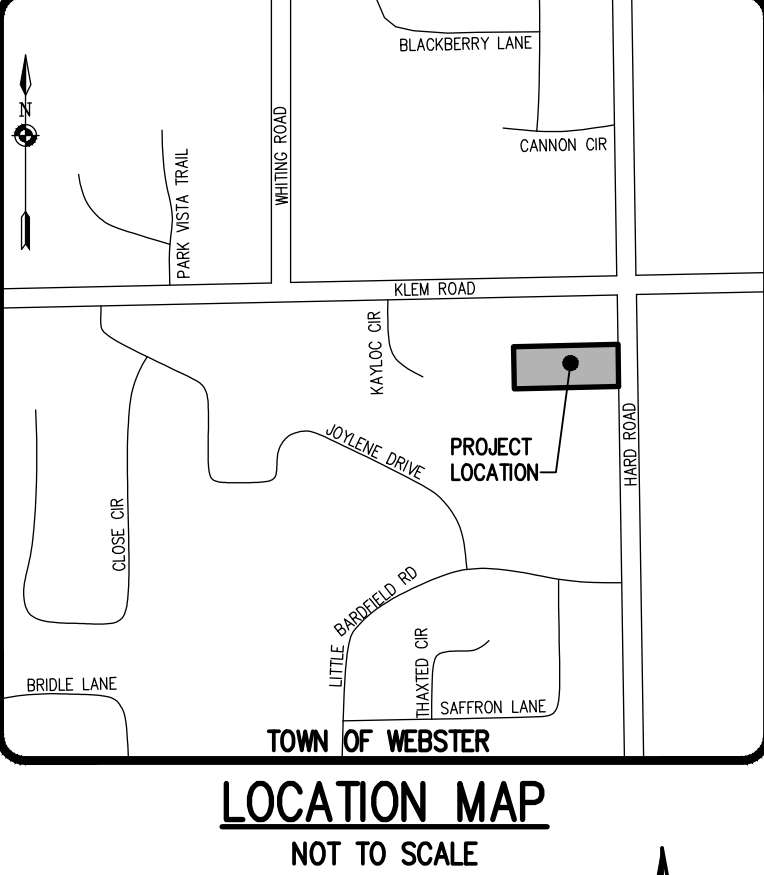 BLACKBERRY LANE
N
WHITING ROAD
CANNON CIR
PARK VISTA TRAIL
KLEM ROAD
KAYLOC CIR
HARD ROAD
JOYLENE DRIVE
PROJECT
LOCATION
CLOSE CIR
LITTLE BARDFIELD RD
THAXTED CIR
BRIDLE LANE
SAFFRON LANE
TOWN OF WEBSTER
LOCATION MAP
NOT TO SCALE